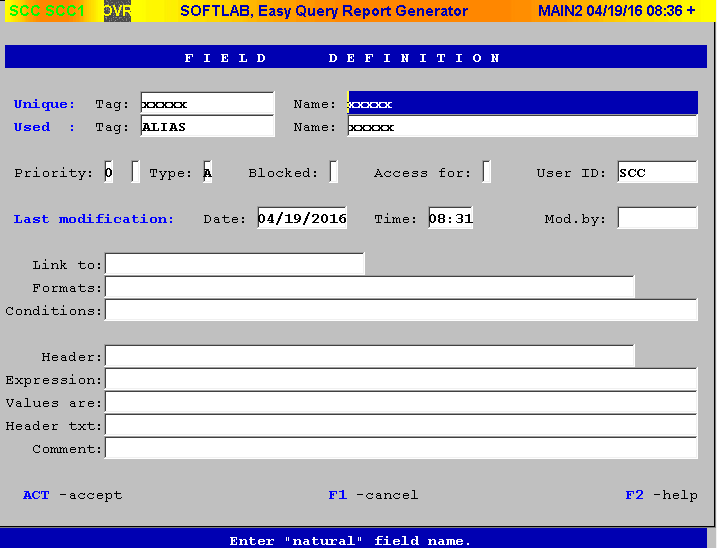 SCC SCC1 OVR SOFTLAB, Easy Query Report Generator MAIN2 04/19/16 08:36 +
F I E L D D E F I N I T I O N
Unique: Tag: xxxxx Name: xxxxx
Used : Tag: ALIAS Name: xxxxx
Priority: 0 Type: A Blocked: Access for: User ID: SCC
Last modification: Date: 04/19/2016 Time: 08:31 Mod.by:
Link to:
Formats:
Conditions:
Header:
Expression:
Values are:
Header txt:
Comment:
ACT -accept F1 -cancel F2 -help
Enter "natural" field name.